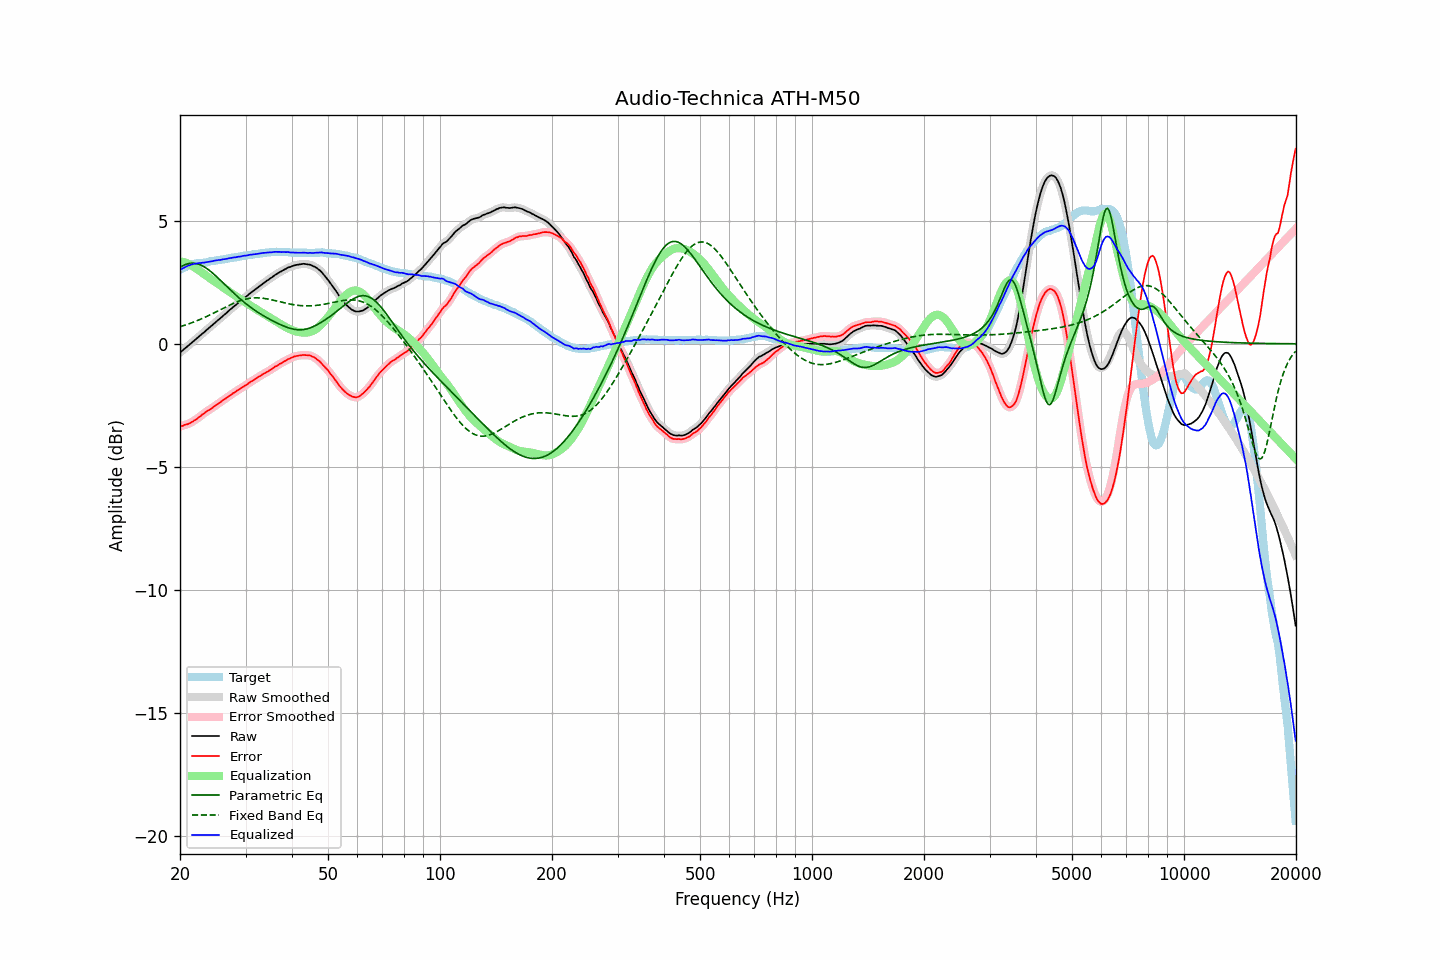 Audio-Technica ATH-M50
Amplitude (dBr)
5
0
−5
−10
−15
−20
Target
Raw Smoothed
Error Smoothed
Raw
Error
Equalization
Parametric Eq
Fixed Band Eq
Equalized
20 50 100 200 500 1000 2000 5000 10000 20000
Frequency (Hz)